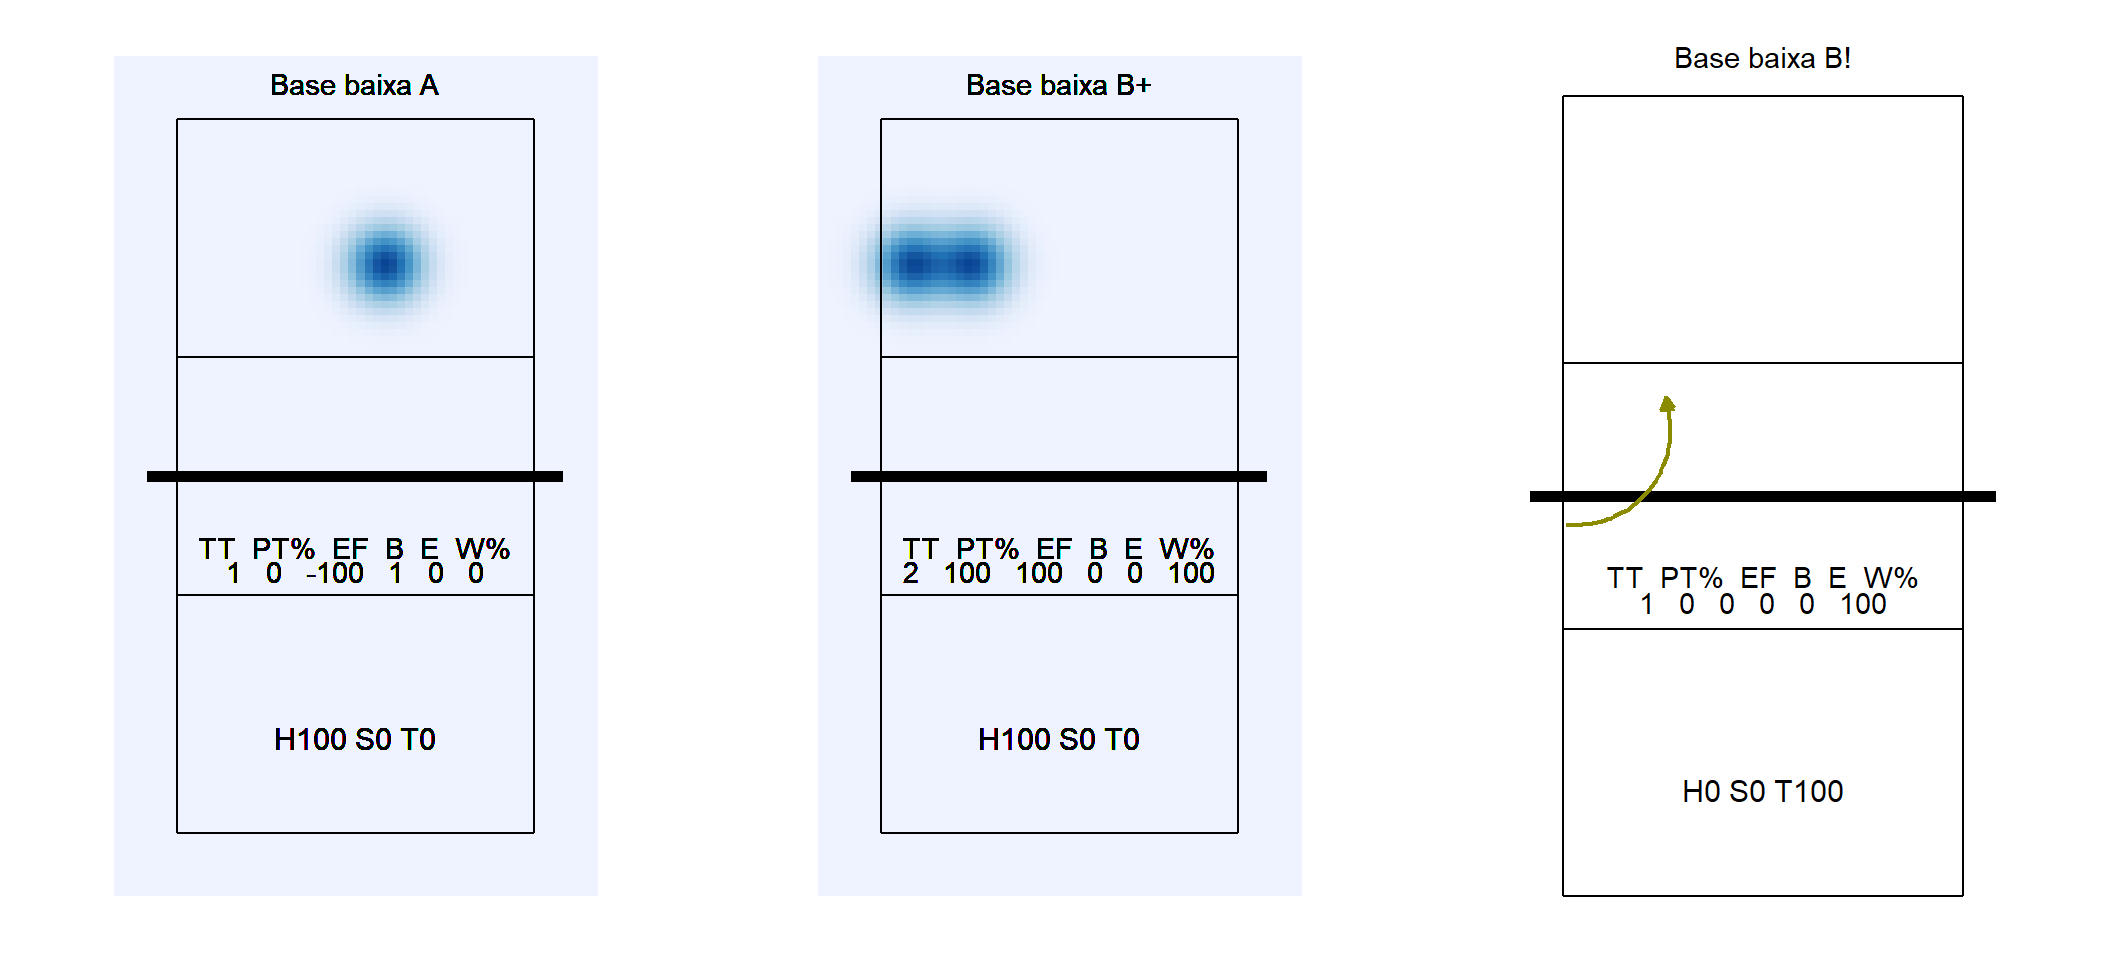 Base baixa A
TT PT% EF B E W%
1 0 -100 1 0 0
H100 S0 T0
Base baixa B+
TT PT% EF B E W%
2 100 100 0 0 100
H100 S0 T0
Base baixa B!
TT PT% EF B E W%
1 0 0 0 0 100
H0 S0 T100